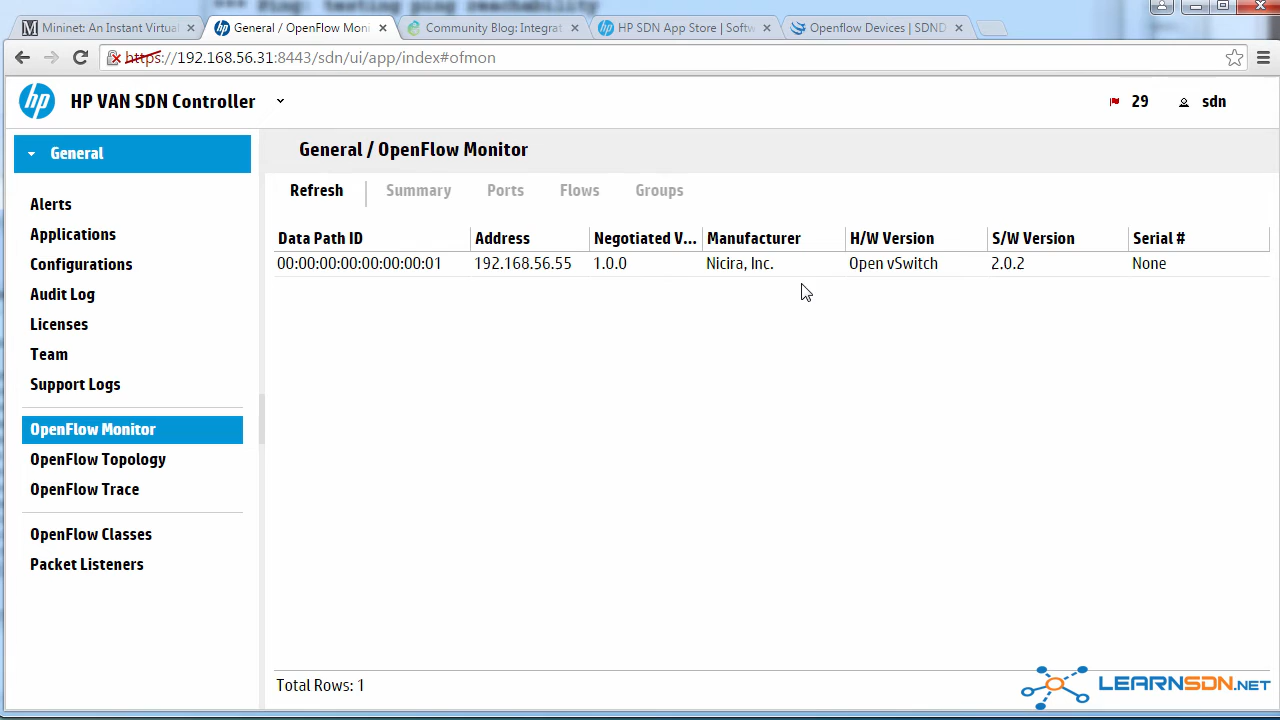 *** Ping: testing ping reachability
Mininet: An Instant Virtual
General / OpenFlow Moni
Community Blog: Integrat
HP SDN App Store | Softw
Openflow Devices | SDND
https://192.168.56.31:8443/sdn/ui/app/index#ofmon
hp HP VAN SDN Controller 29 sdn
General
General / OpenFlow Monitor
Refresh Summary Ports Flows Groups
Data Path ID Address Negotiated V... Manufacturer H/W Version S/W Version Serial #
00:00:00:00:00:00:00:01 192.168.56.55 1.0.0 Nicira, Inc. Open vSwitch 2.0.2 None
Alerts
Applications
Configurations
Audit Log
Licenses
Team
Support Logs
OpenFlow Monitor
OpenFlow Topology
OpenFlow Trace
OpenFlow Classes
Packet Listeners
Total Rows: 1
LEARNSDN.NET